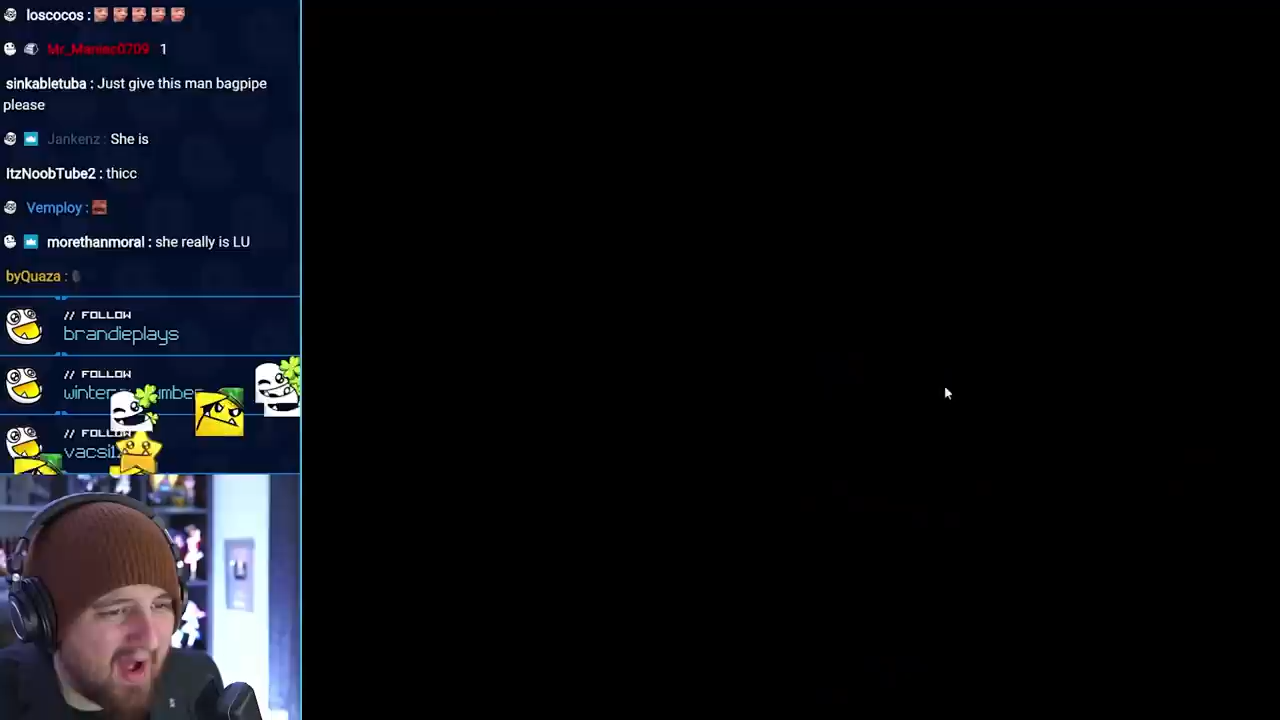 loscocos :
Mr_Maniac0709 1
sinkabletuba : Just give this man bagpipe
please
Jankenz : She is
ItzNoobTube2 : thicc
Vemploy :
morethanmoral : she really is LU
byQuaza :
// FOLLOW
brandieplays
// FOLLOW
// FOLLOW